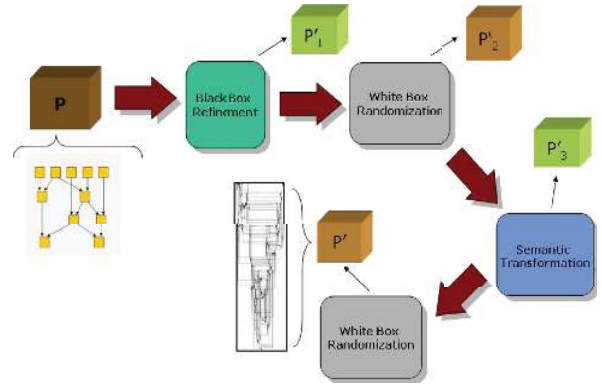 P
BlackBox
Refinement
P'1
White Box
Randomization
P'2
P'3
Semantic
Transformation
White Box
Randomization
P'